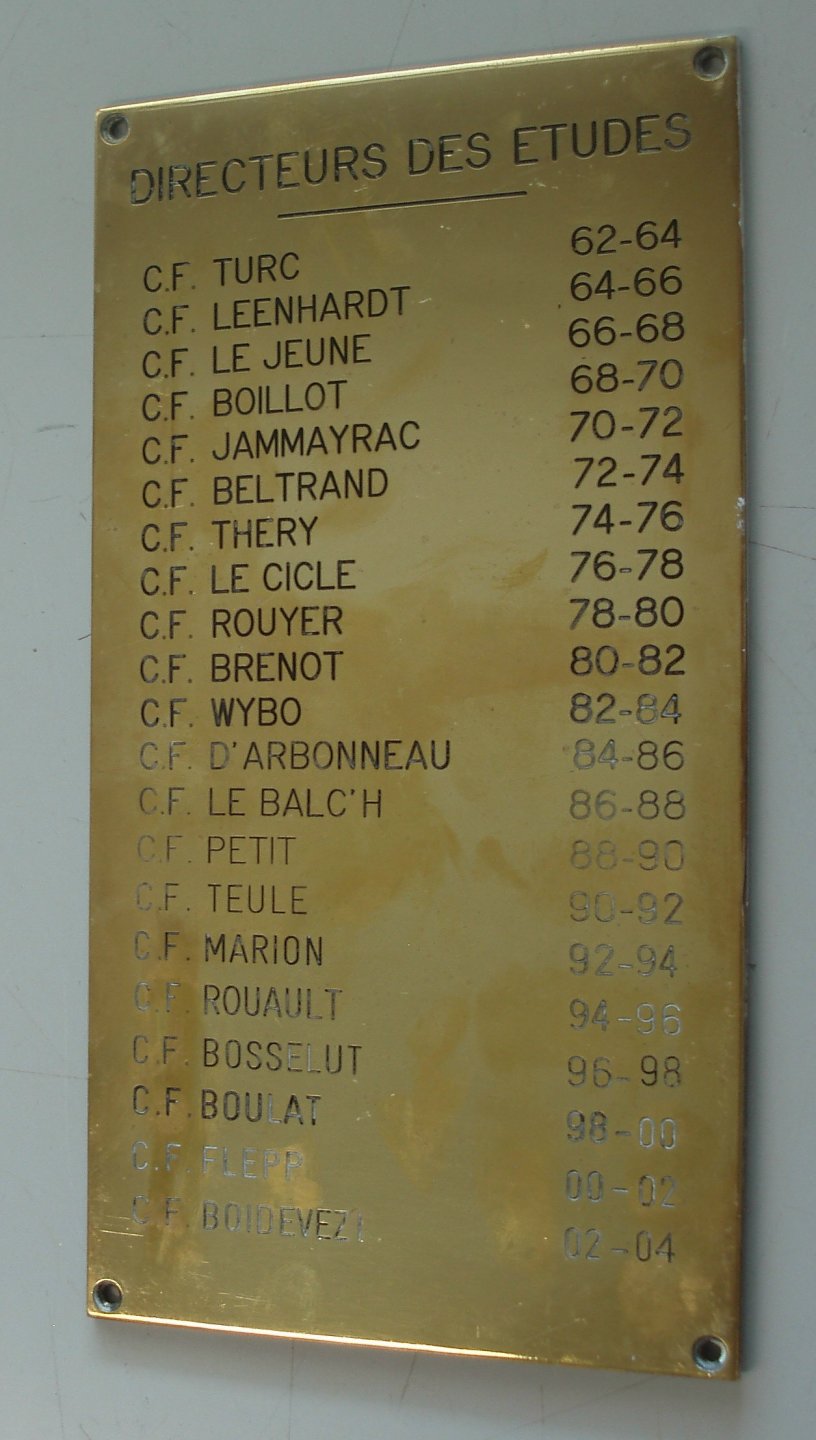 DIRECTEURS DES ETUDES
C.F. TURC 62-64
C.F. LEENHARDT 64-66
C.F. LE JEUNE 66-68
C.F. BOILLOT 68-70
C.F. JAMMAYRAC 70-72
C.F. BELTRAND 72-74
C.F. THERY 74-76
C.F. LE CICLE 76-78
C.F. ROUYER 78-80
C.F. BRENOT 80-82
C.F. WYBO 82-84
C.F. D'ARBONNEAU 84-86
C.F. LE BALC'H 86-88
C.F. PETIT 88-90
C.F. TEULE 90-92
C.F. MARION 92-94
C.F. ROUAULT 94-96
C.F. BOSSELUT 96-98
C.F. BOULAT 98-00
C.F. FLEPP 00-02
C.F. 02-04